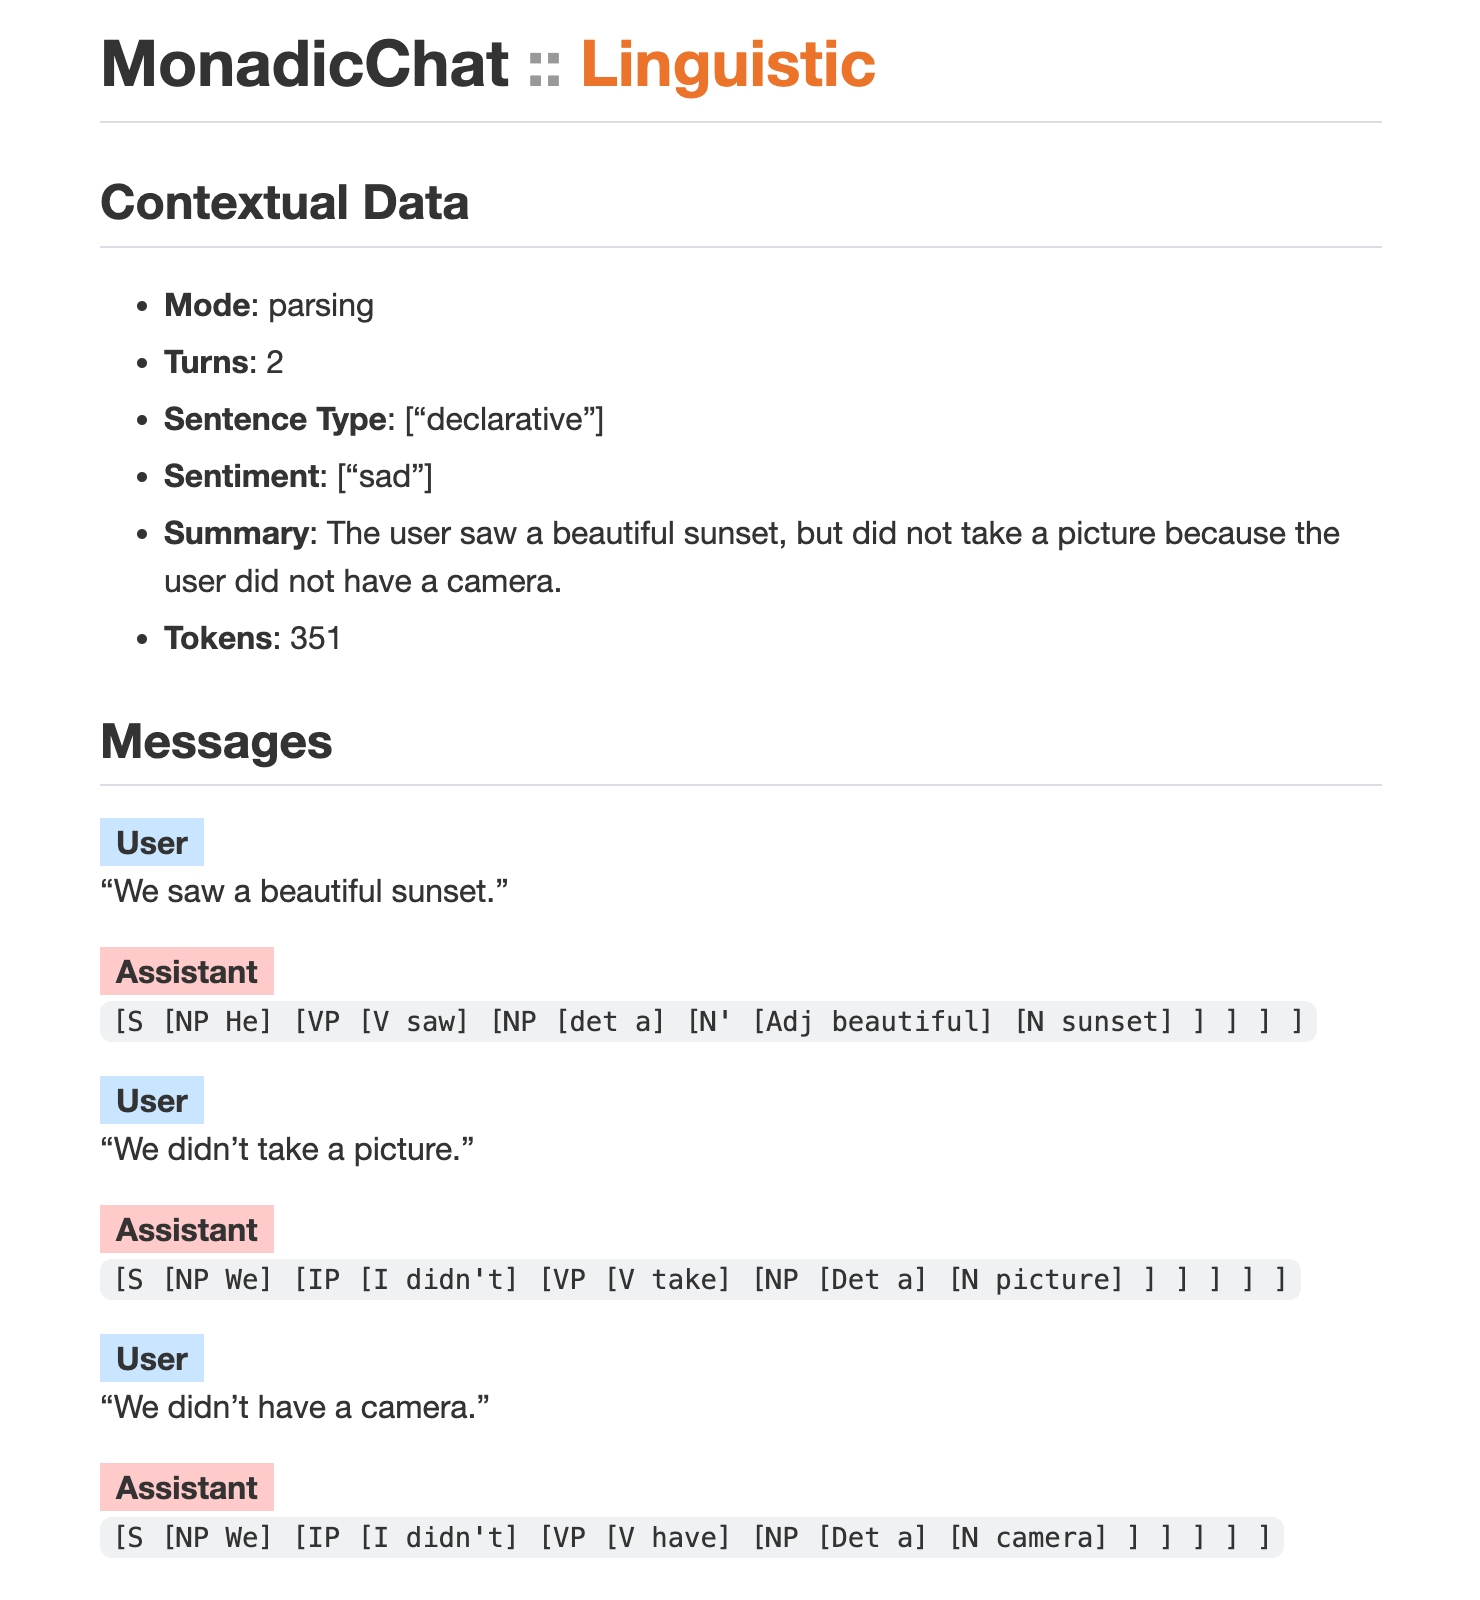 MonadicChat :: Linguistic
Contextual Data
• Mode: parsing
• Turns: 2
• Sentence Type: [“declarative”]
• Sentiment: [“sad”]
• Summary: The user saw a beautiful sunset, but did not take a picture because the
user did not have a camera.
• Tokens: 351
Messages
User
“We saw a beautiful sunset.”
Assistant
[S [NP He] [VP [V saw] [NP [det a] [N' [Adj beautiful] [N sunset] ] ] ] ]
User
“We didn’t take a picture.”
Assistant
[S [NP We] [IP [I didn't] [VP [V take] [NP [Det a] [N picture] ] ] ] ] ]
User
“We didn’t have a camera.”
Assistant
[S [NP We] [IP [I didn't] [VP [V have] [NP [Det a] [N camera] ] ] ] ] ]